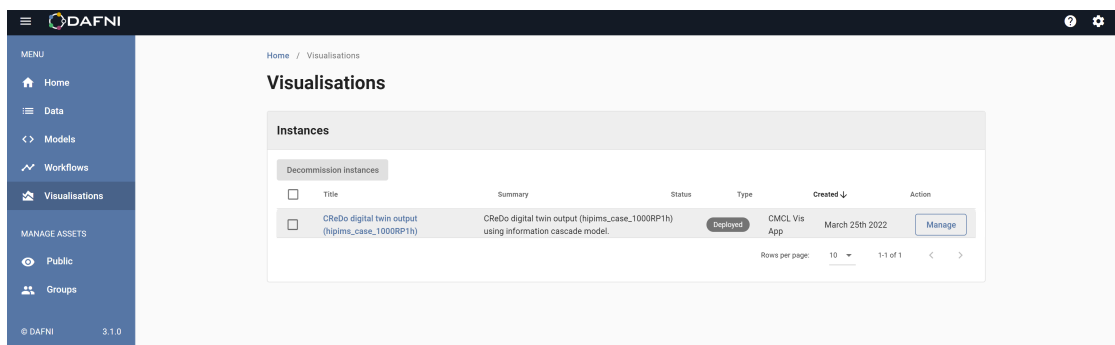 DAFNI
MENU
Home
Data
Models
Workflows
Visualisations
MANAGE ASSETS
Public
Groups
© DAFNI 3.1.0
Home / Visualisations
Visualisations
Instances
Decommission instances
Title Summary Status Type Created Action
CReDo digital twin output
(hipims_case_1000RP1h)
CReDo digital twin output (hipims_case_1000RP1h)
using information cascade model.
Deployed
CMCL Vis
App
March 25th 2022
Manage
Rows per page: 10 1-1 of 1